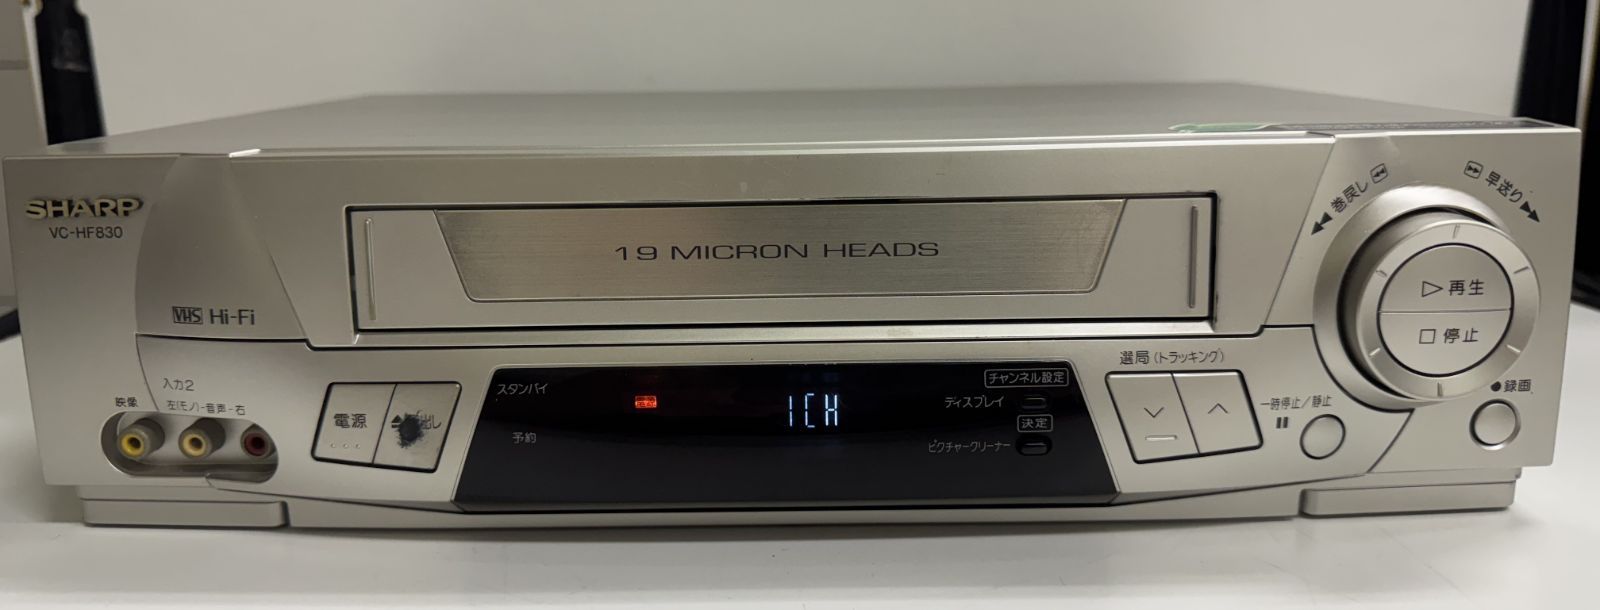 SHARP
VC-HF830
VHS Hi-Fi
19 MICRON HEADS
巻戻し
早送り
再生
停止
入力2
映像
左(モノ)-音声-右
電源
出し
スタンバイ
予約
1CH
チャンネル設定
ディスプレイ
決定
ピクチャークリーナー
選局(トラッキング)
一時停止/静止
録画